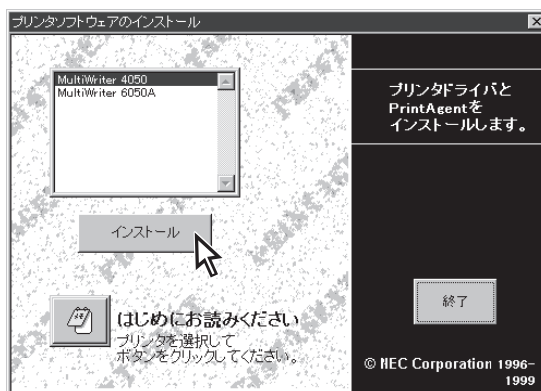 プリンタソフトウェアのインストール
MultiWriter 4050
MultiWriter 6050A
インストール
はじめにお読みください
プリンタを選択して
ボタンをクリックしてください。
プリンタドライバと
PrintAgentを
インストールします。
終了
© NEC Corporation 1996-
1999